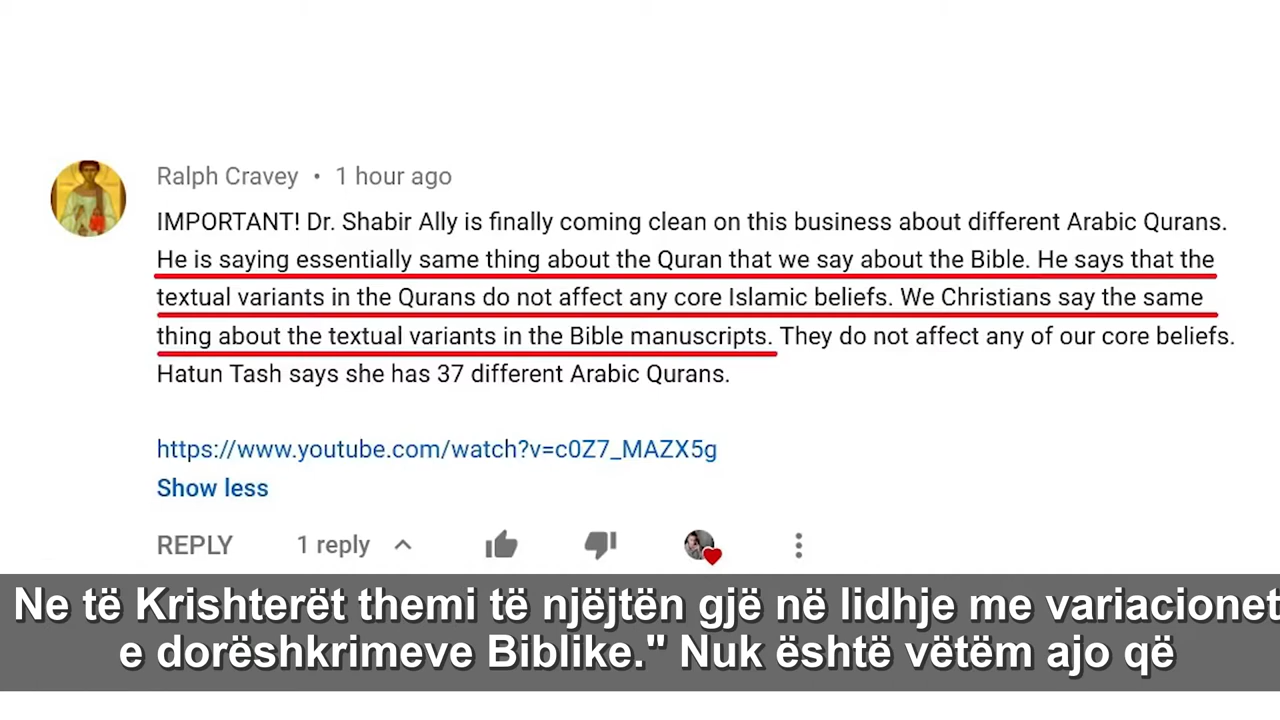 Ralph Cravey • 1 hour ago
IMPORTANT! Dr. Shabir Ally is finally coming clean on this business about different Arabic Qurans.
He is saying essentially same thing about the Quran that we say about the Bible. He says that the
textual variants in the Qurans do not affect any core Islamic beliefs. We Christians say the same
thing about the textual variants in the Bible manuscripts. They do not affect any of our core beliefs.
Hatun Tash says she has 37 different Arabic Qurans.
https://www.youtube.com/watch?v=c0Z7_MAZX5g
Show less
REPLY 1 reply
Ne të Krishterët themi të njëjtën gjë në lidhje me variacionet
e dorëshkrimeve Biblike." Nuk është vëtëm ajo që